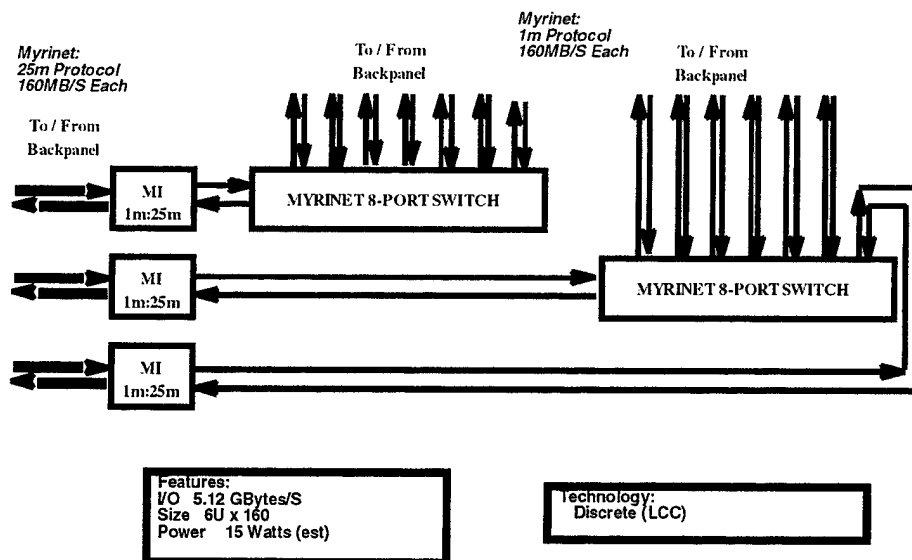 Myrinet:
25m Protocol
160MB/S Each
To / From
Backpanel
To / From
Backpanel
Myrinet:
1m Protocol
160MB/S Each
To / From
Backpanel
MI
1m:25m
MYRINET 8-PORT SWITCH
MI
1m:25m
MYRINET 8-PORT SWITCH
MI
1m:25m
Features:
I/O 5.12 GBytes/S
Size 6U x 160
Power 15 Watts (est)
Technology:
Discrete (LCC)